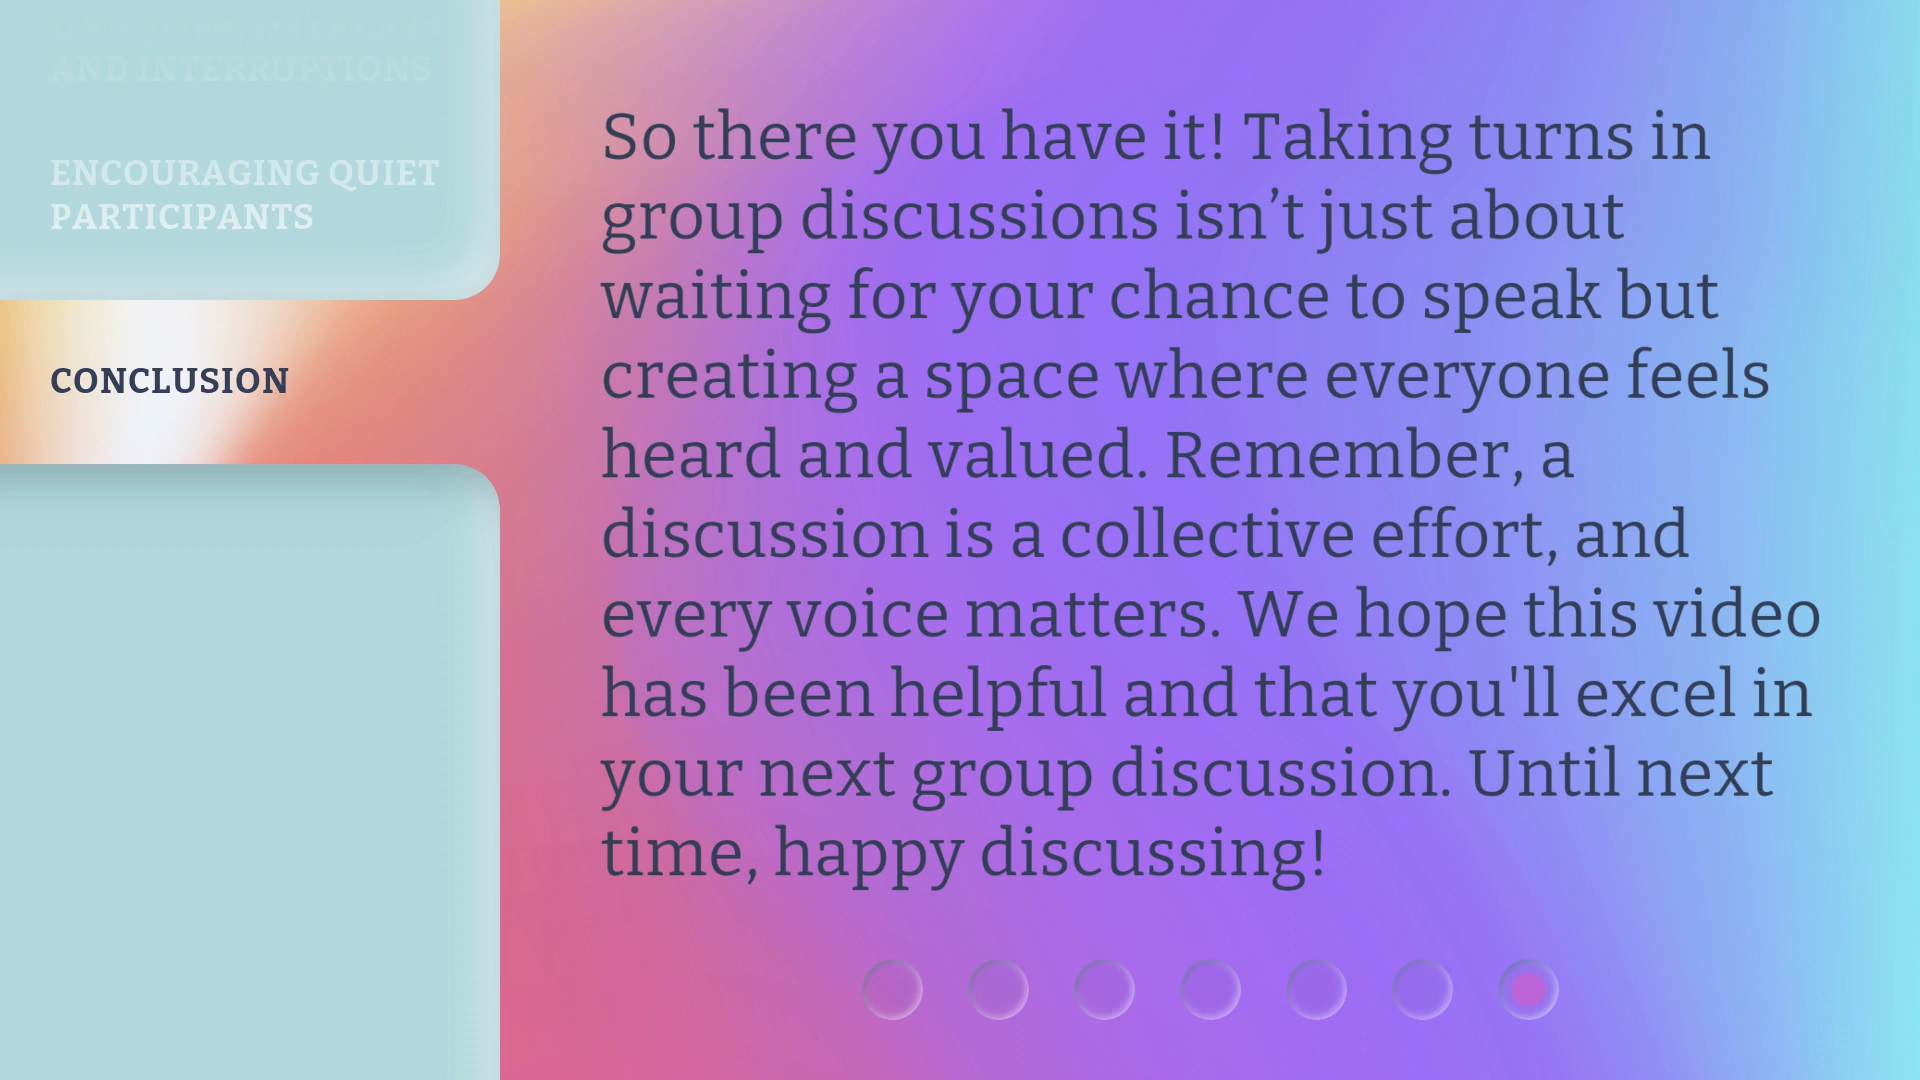 AND INTERRUPTIONS
ENCOURAGING QUIET
PARTICIPANTS
CONCLUSION
So there you have it! Taking turns in
group discussions isn’t just about
waiting for your chance to speak but
creating a space where everyone feels
heard and valued. Remember, a
discussion is a collective effort, and
every voice matters. We hope this video
has been helpful and that you'll excel in
your next group discussion. Until next
time, happy discussing!